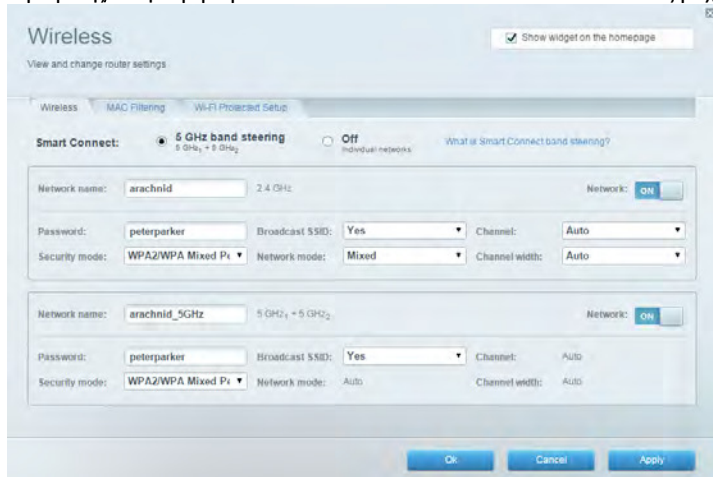 Wireless
Show widget on the homepage
View and change router settings
Wireless MAC Filtering Wi-Fi Protected Setup
Smart Connect: 5 GHz band steering Off What is Smart Connect band steering?
5 GHz1 + 5 GHz2 Individual networks
Network name: arachnid 2.4 GHz Network: ON
Password: peterparker Broadcast SSID: Yes Channel: Auto
Security mode: WPA2/WPA Mixed Pe Network mode: Mixed Channel width: Auto
Network name: arachnid_5GHz 5 GHz1 + 5 GHz2 Network: ON
Password: peterparker Broadcast SSID: Yes Channel: Auto
Security mode: WPA2/WPA Mixed Pe Network mode: Auto Channel width: Auto
Ok Cancel Apply